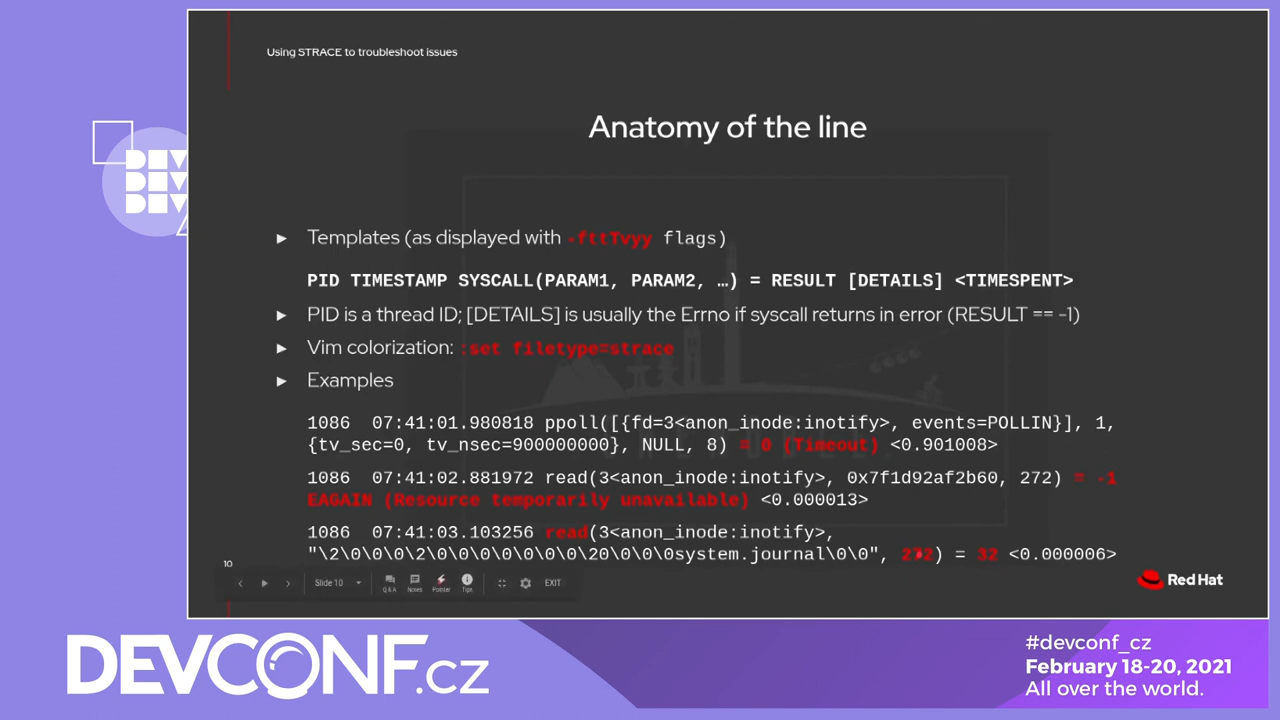 Using STRACE to troubleshoot issues
Anatomy of the line
► Templates (as displayed with -fttTvyy flags)
PID TIMESTAMP SYSCALL(PARAM1, PARAM2, …) = RESULT [DETAILS] <TIMESPENT>
► PID is a thread ID; [DETAILS] is usually the Errno if syscall returns in error (RESULT == -1)
► Vim colorization: :set filetype=strace
► Examples
1086 07:41:01.980818 ppoll([{fd=3<anon_inode:inotify>, events=POLLIN}], 1,
{tv_sec=0, tv_nsec=900000000}, NULL, 8) = 0 (Timeout) <0.901008>
1086 07:41:02.881972 read(3<anon_inode:inotify>, 0x7f1d92af2b60, 272) = -1
EAGAIN (Resource temporarily unavailable) <0.000013>
1086 07:41:03.103256 read(3<anon_inode:inotify>,
"\2\0\0\0\2\0\0\0\0\0\0\0\20\0\0\0system.journal\0\0", 272) = 32 <0.000006>
10
Slide 10
Q & A
Notes
Pointer
Tips
EXIT
Red Hat
DEV
DEV
DEV
DEVCONF.cz
#devconf_cz
February 18-20, 2021
All over the world.